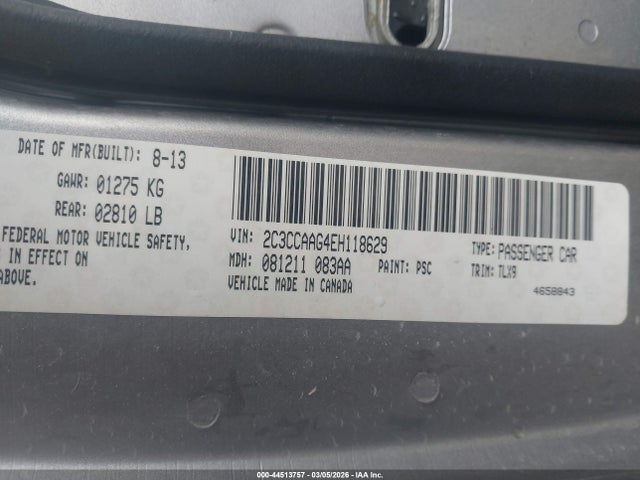 DATE OF MFR(BUILT): 8-13
GAWR: 01275 KG
REAR: 02810 LB
FEDERAL MOTOR VEHICLE SAFETY,
IN EFFECT ON
ABOVE.
VIN: 2C3CCAAG4EH118629
TYPE: PASSENGER CAR
MDH: 081211 083AA
PAINT: PSC
TRIM: TLX9
VEHICLE MADE IN CANADA
4658843
000-44513757 - 03/05/2026 - IAA Inc.